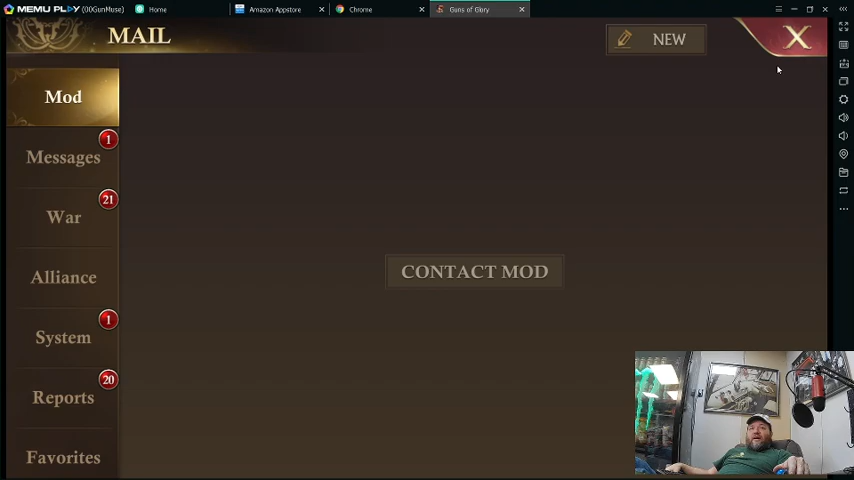 MEMU PLAY (00GunMuse)
Home
Amazon Appstore
Chrome
Guns of Glory
MAIL
NEW
X
Mod
Messages
1
War
21
Alliance
System
1
Reports
20
Favorites
CONTACT MOD